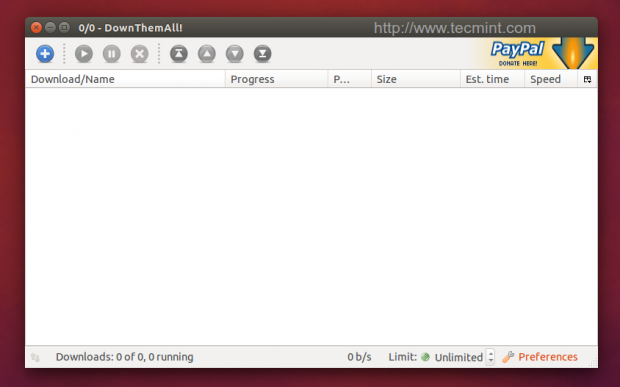 0/0 - DownThemAll!
http://www.tecmint.com
PayPal
DONATE HERE!
Download/Name Progress P... Size Est. time Speed
Downloads: 0 of 0, 0 running 0 b/s Limit: Unlimited Preferences